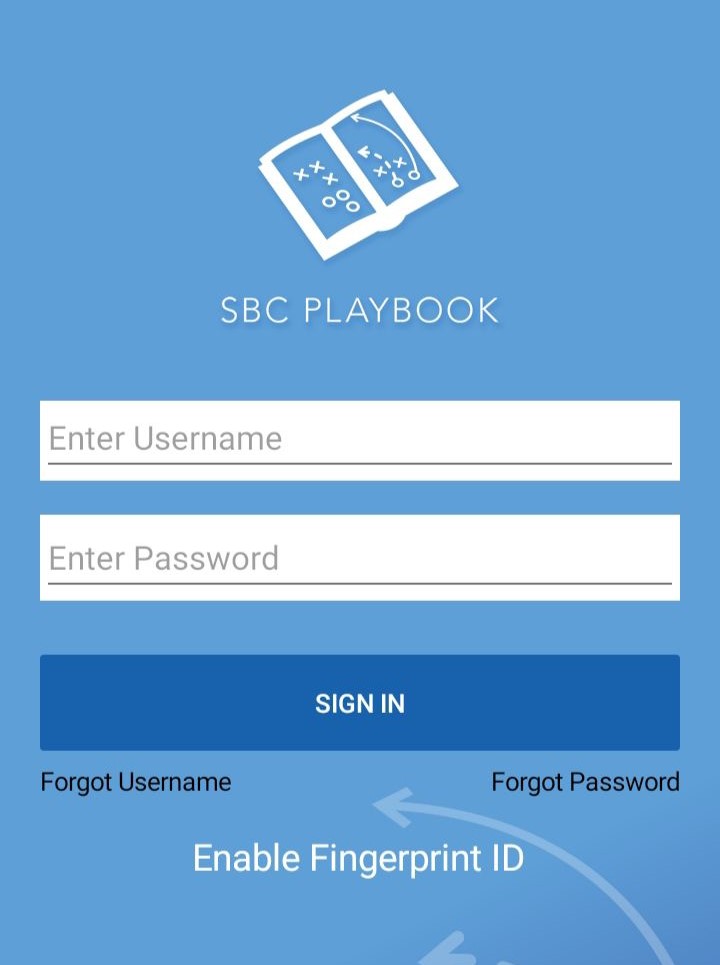 SBC PLAYBOOK
Enter Username
Enter Password
SIGN IN
Forgot Username Forgot Password
Enable Fingerprint ID